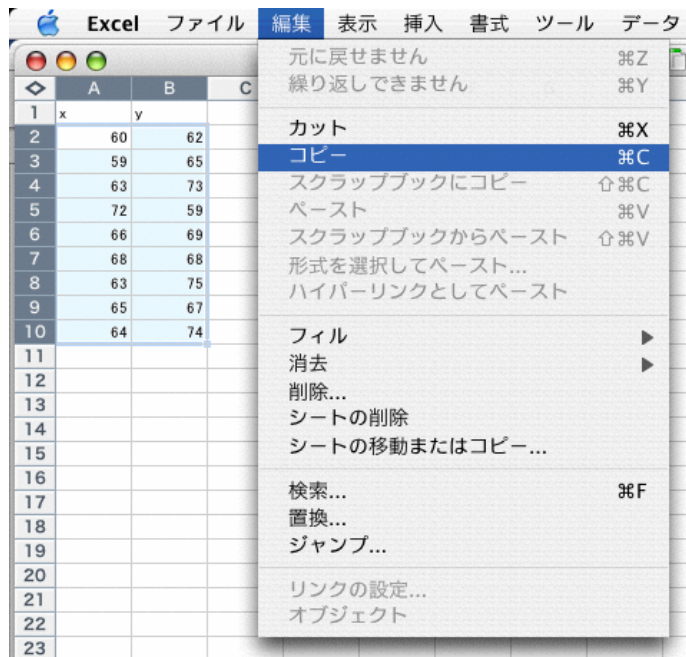 Excel ファイル 編集 表示 挿入 書式 ツール データ
元に戻せません ⌘Z
繰り返しできません ⌘Y
カット ⌘X
コピー ⌘C
スクラップブックにコピー ⇧⌘C
ペースト ⌘V
スクラップブックからペースト ⇧⌘V
形式を選択してペースト...
ハイパーリンクとしてペースト
フィル
消去
削除...
シートの削除
シートの移動またはコピー...
検索... ⌘F
置換...
ジャンプ...
リンクの設定...
オブジェクト
A B C
1 x y
2 60 62
3 59 65
4 63 73
5 72 59
6 66 69
7 68 68
8 63 75
9 65 67
10 64 74
11
12
13
14
15
16
17
18
19
20
21
22
23